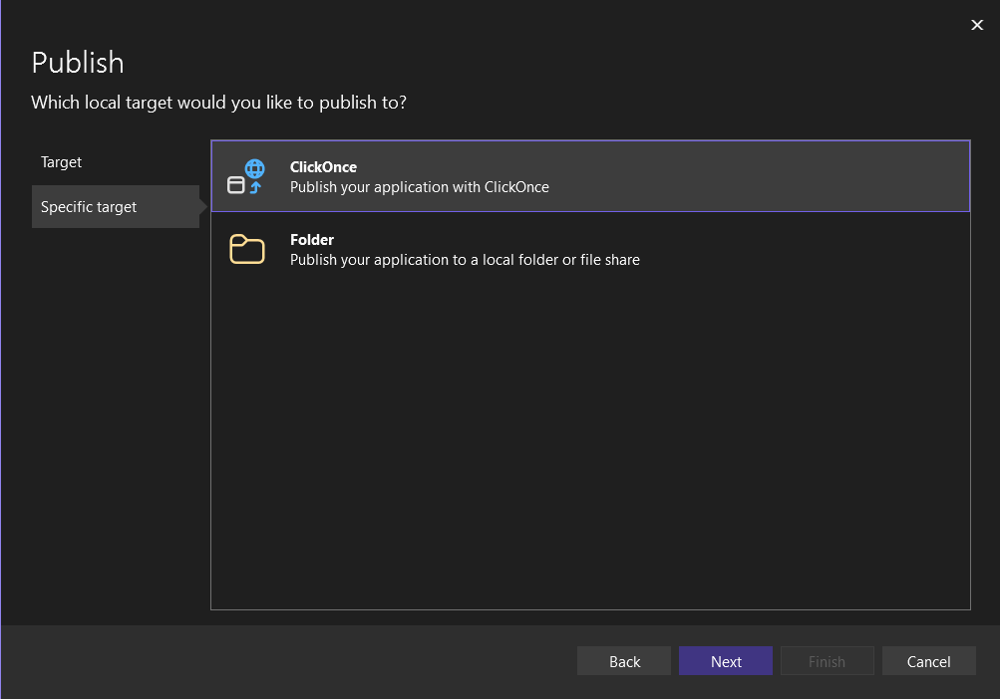 Publish
Which local target would you like to publish to?
Target
Specific target
ClickOnce
Publish your application with ClickOnce
Folder
Publish your application to a local folder or file share
Back
Next
Finish
Cancel